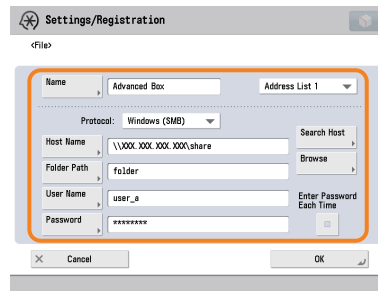 Settings/Registration
<File>
Name
Advanced Box
Address List 1
Protocol: Windows (SMB)
Search Host
Host Name
\\XXX.XXX.XXX.XXX\share
Browse
Folder Path
folder
User Name
user_a
Enter Password
Each Time
Password
********
Cancel
OK